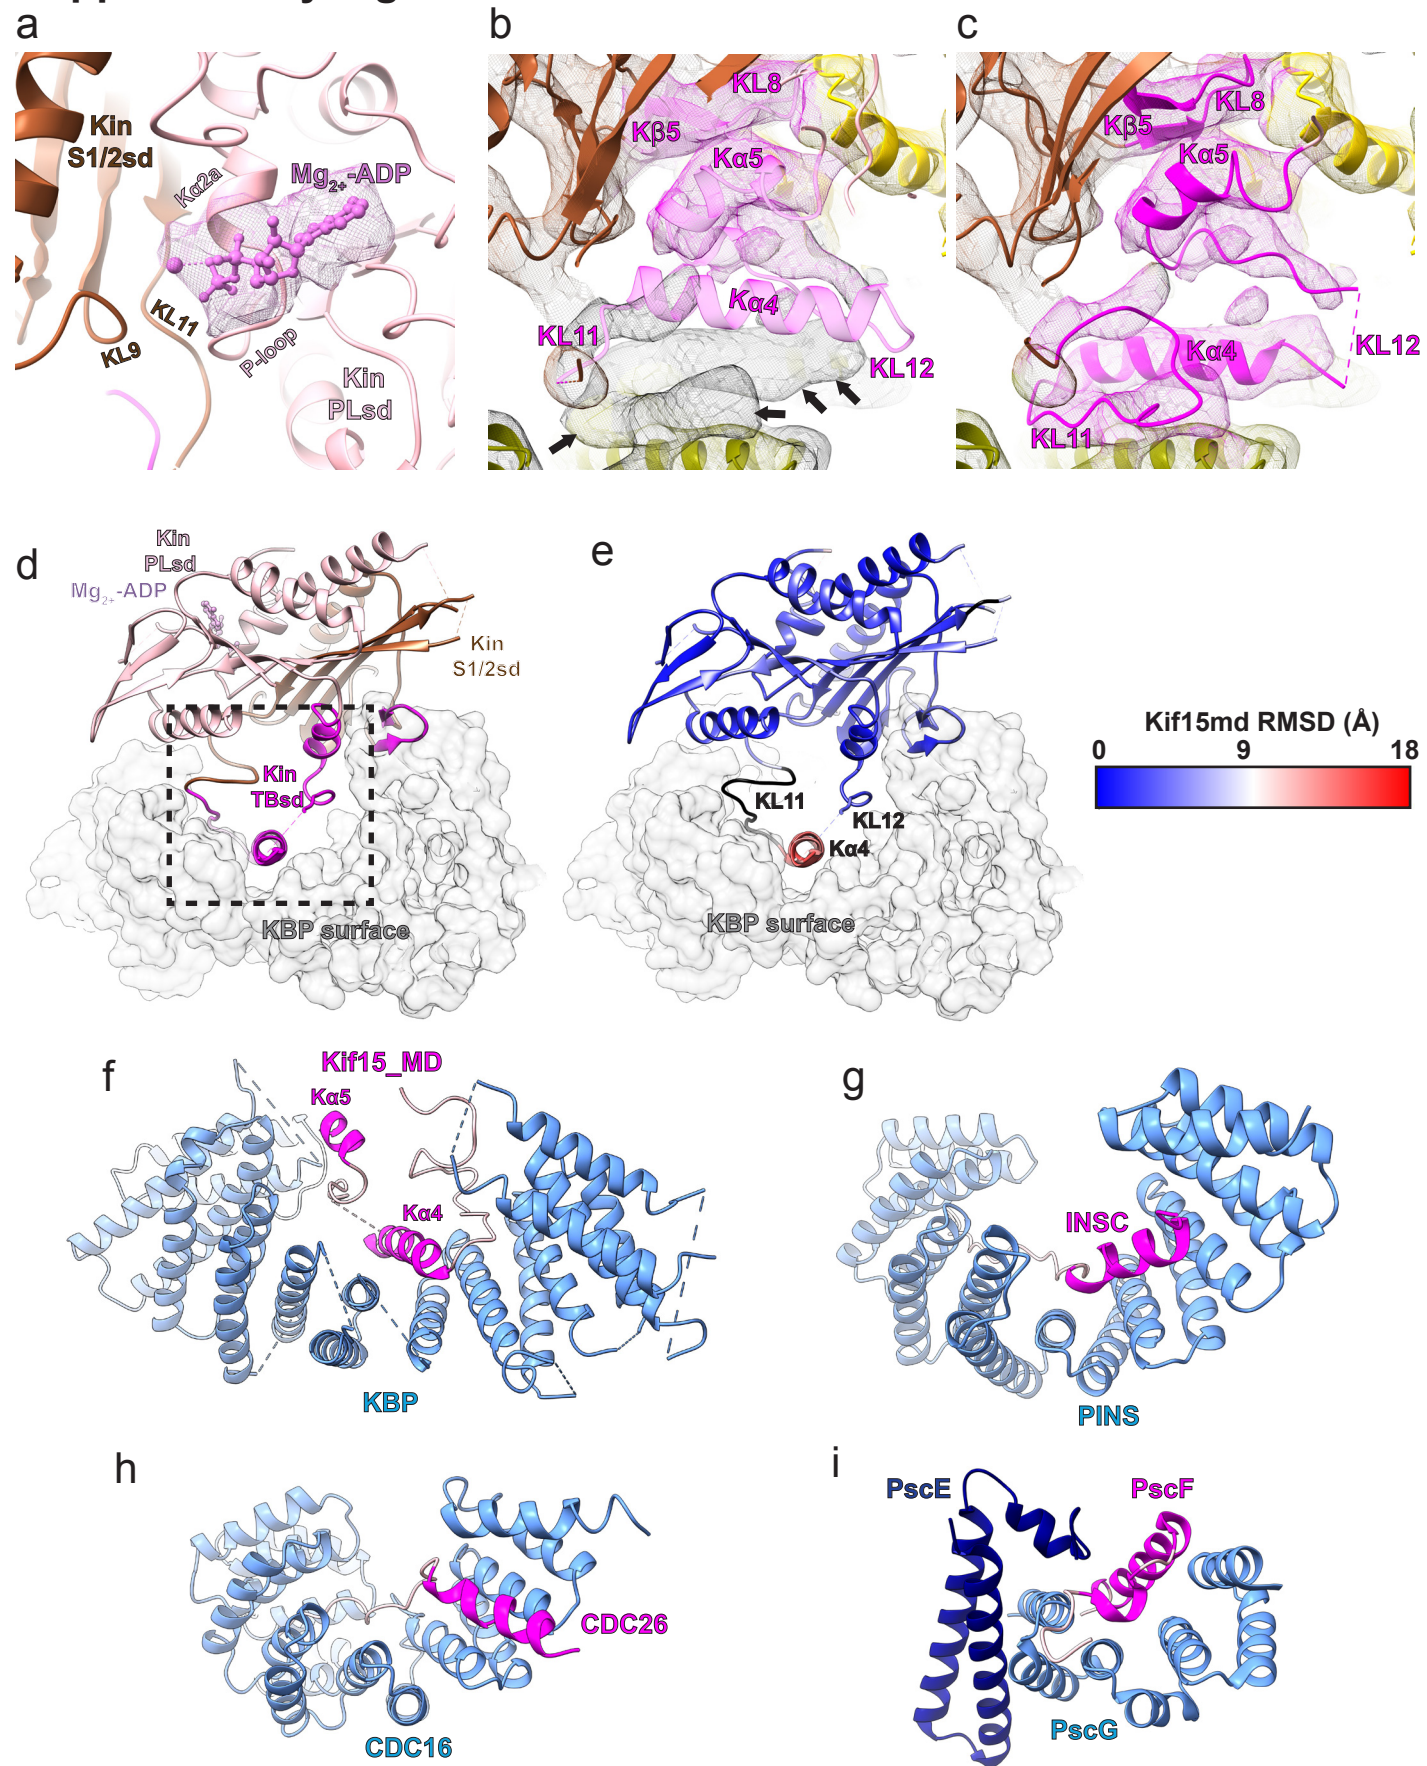 a
Kin
S1/2sd
Kα2a
Mg2+-ADP
KL11
KL9
P-loop
Kin
PLsd
b
KL8
Kβ5
Kα5
Kα4
KL11
KL12
c
KL8
Kβ5
Kα5
Kα4
KL12
KL11
d
Kin
PLsd
Mg2+-ADP
Kin
S1/2sd
Kin
TBsd
KBP surface
e
KL11
KL12
Kα4
KBP surface
Kif15md RMSD (Å)
0 9 18
f
Kif15_MD
Kα5
Kα4
KBP
g
INSC
PINS
h
CDC26
CDC16
i
PscE
PscF
PscG